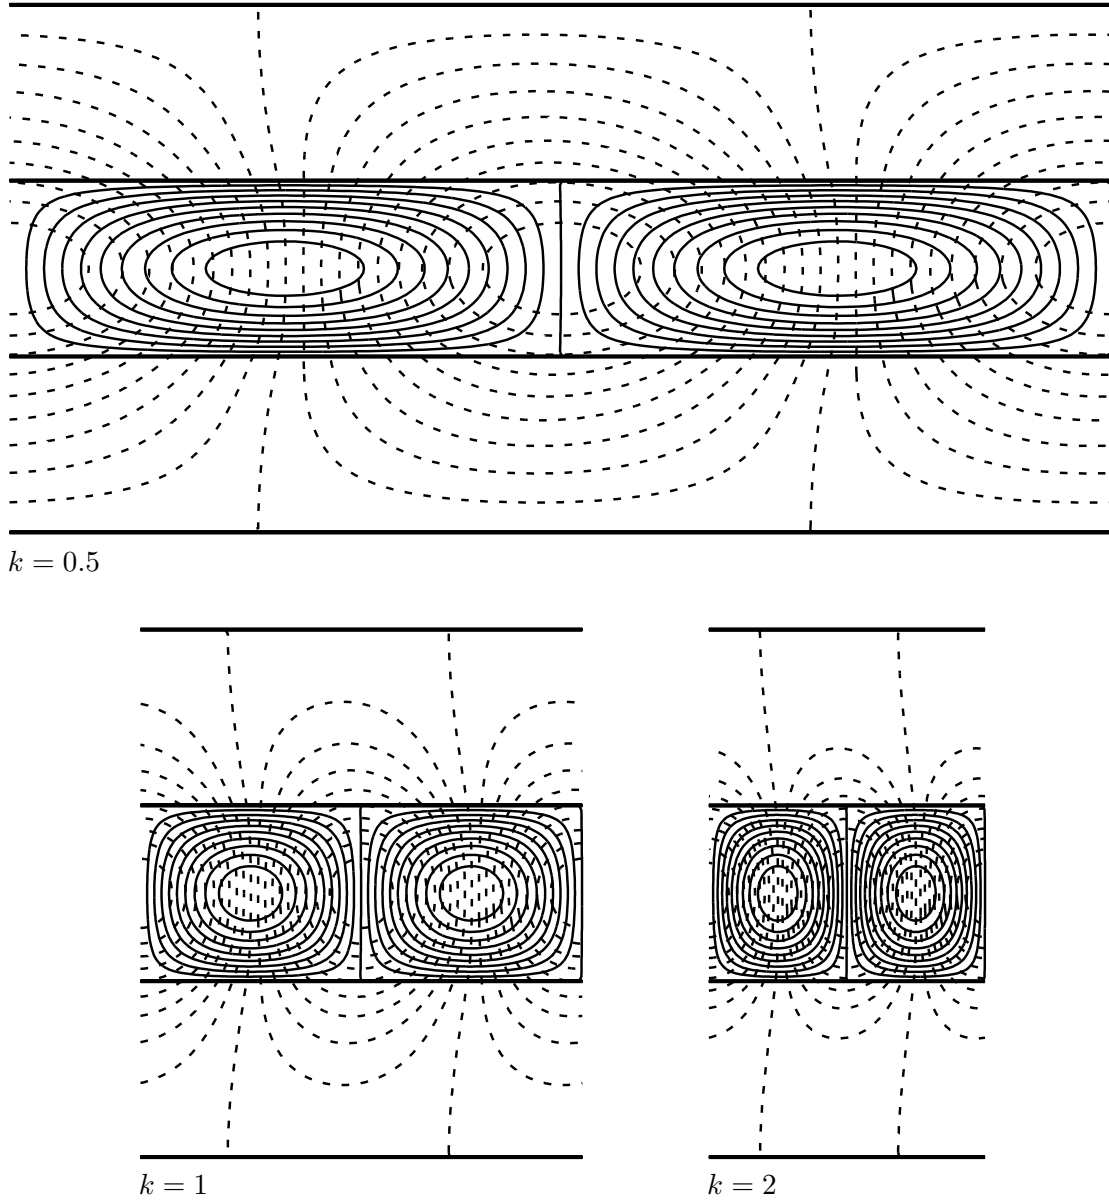 k = 0.5
k = 1
k = 2